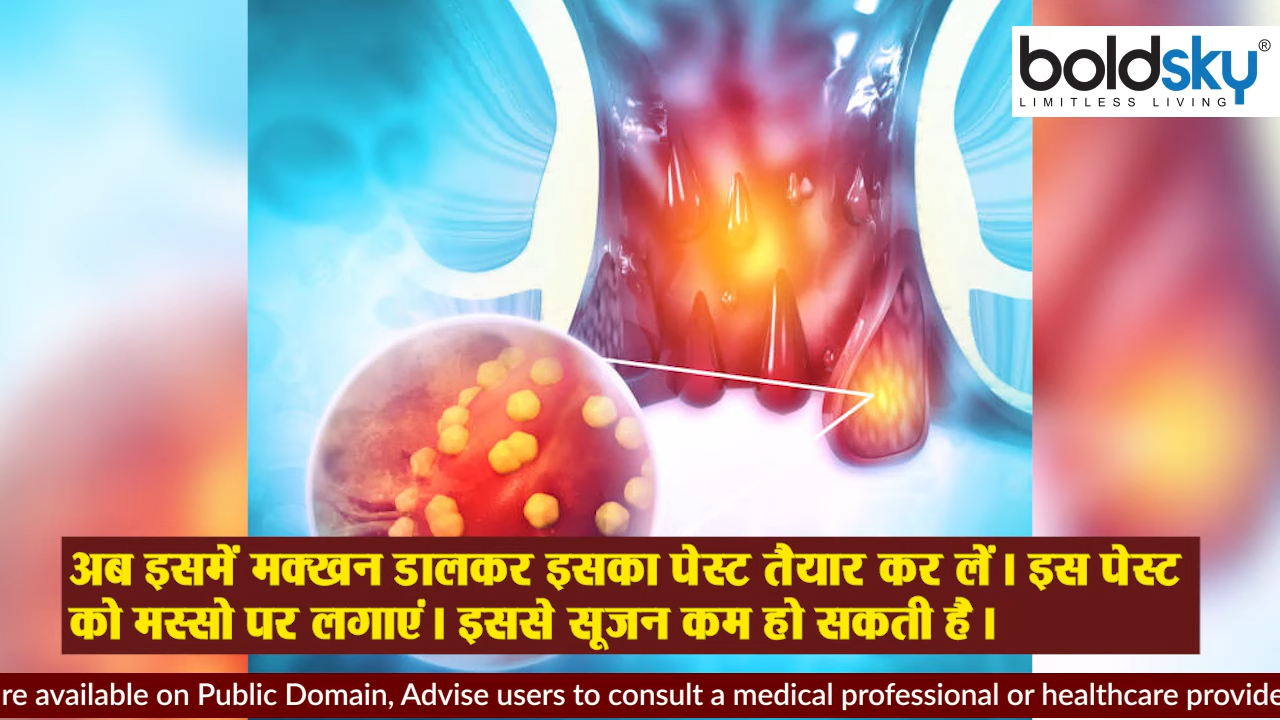 boldsky®
LIMITLESS LIVING
अब इसमें मक्खन डालकर इसका पेस्ट तैयार कर लें। इस पेस्ट
को मस्सो पर लगाएं। इससे सूजन कम हो सकती है।
re available on Public Domain, Advise users to consult a medical professional or healthcare provide